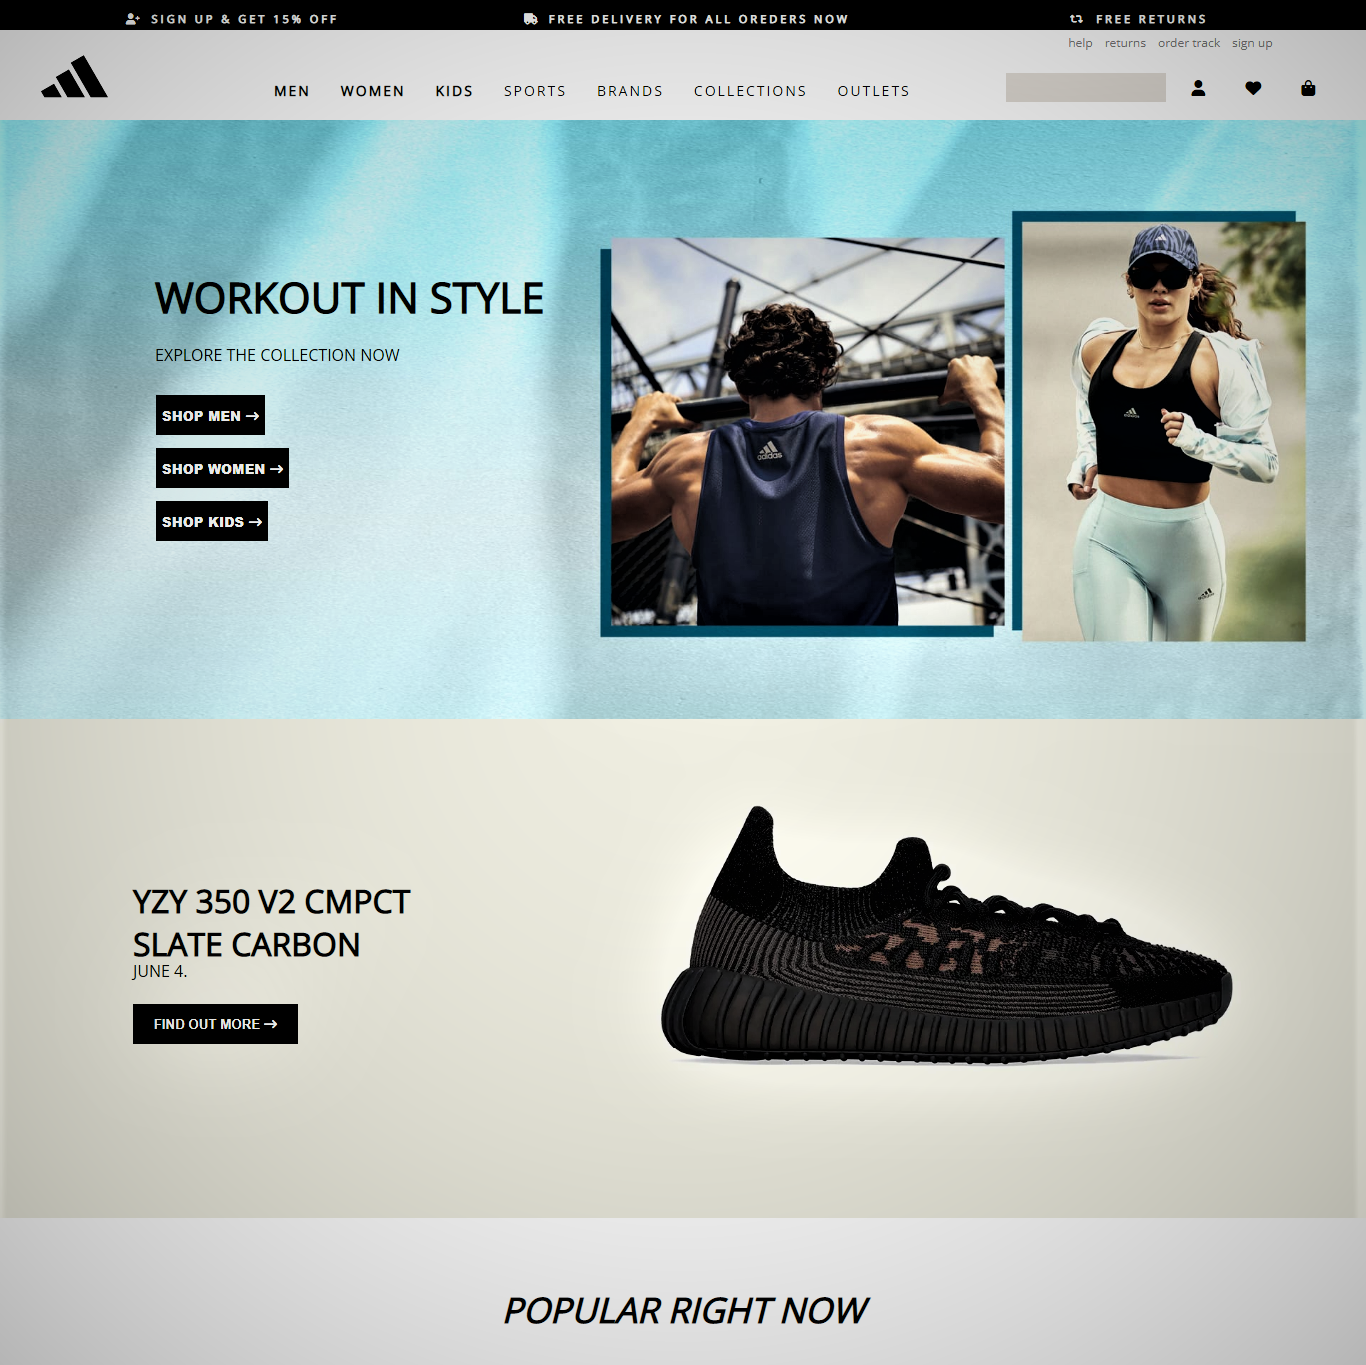 SIGN UP & GET 15% OFF
FREE DELIVERY FOR ALL OREDERS NOW
FREE RETURNS
help returns order track sign up
MEN WOMEN KIDS SPORTS BRANDS COLLECTIONS OUTLETS
WORKOUT IN STYLE
EXPLORE THE COLLECTION NOW
SHOP MEN →
SHOP WOMEN →
SHOP KIDS →
adidas
YZY 350 V2 CMPCT
SLATE CARBON
JUNE 4.
FIND OUT MORE →
POPULAR RIGHT NOW